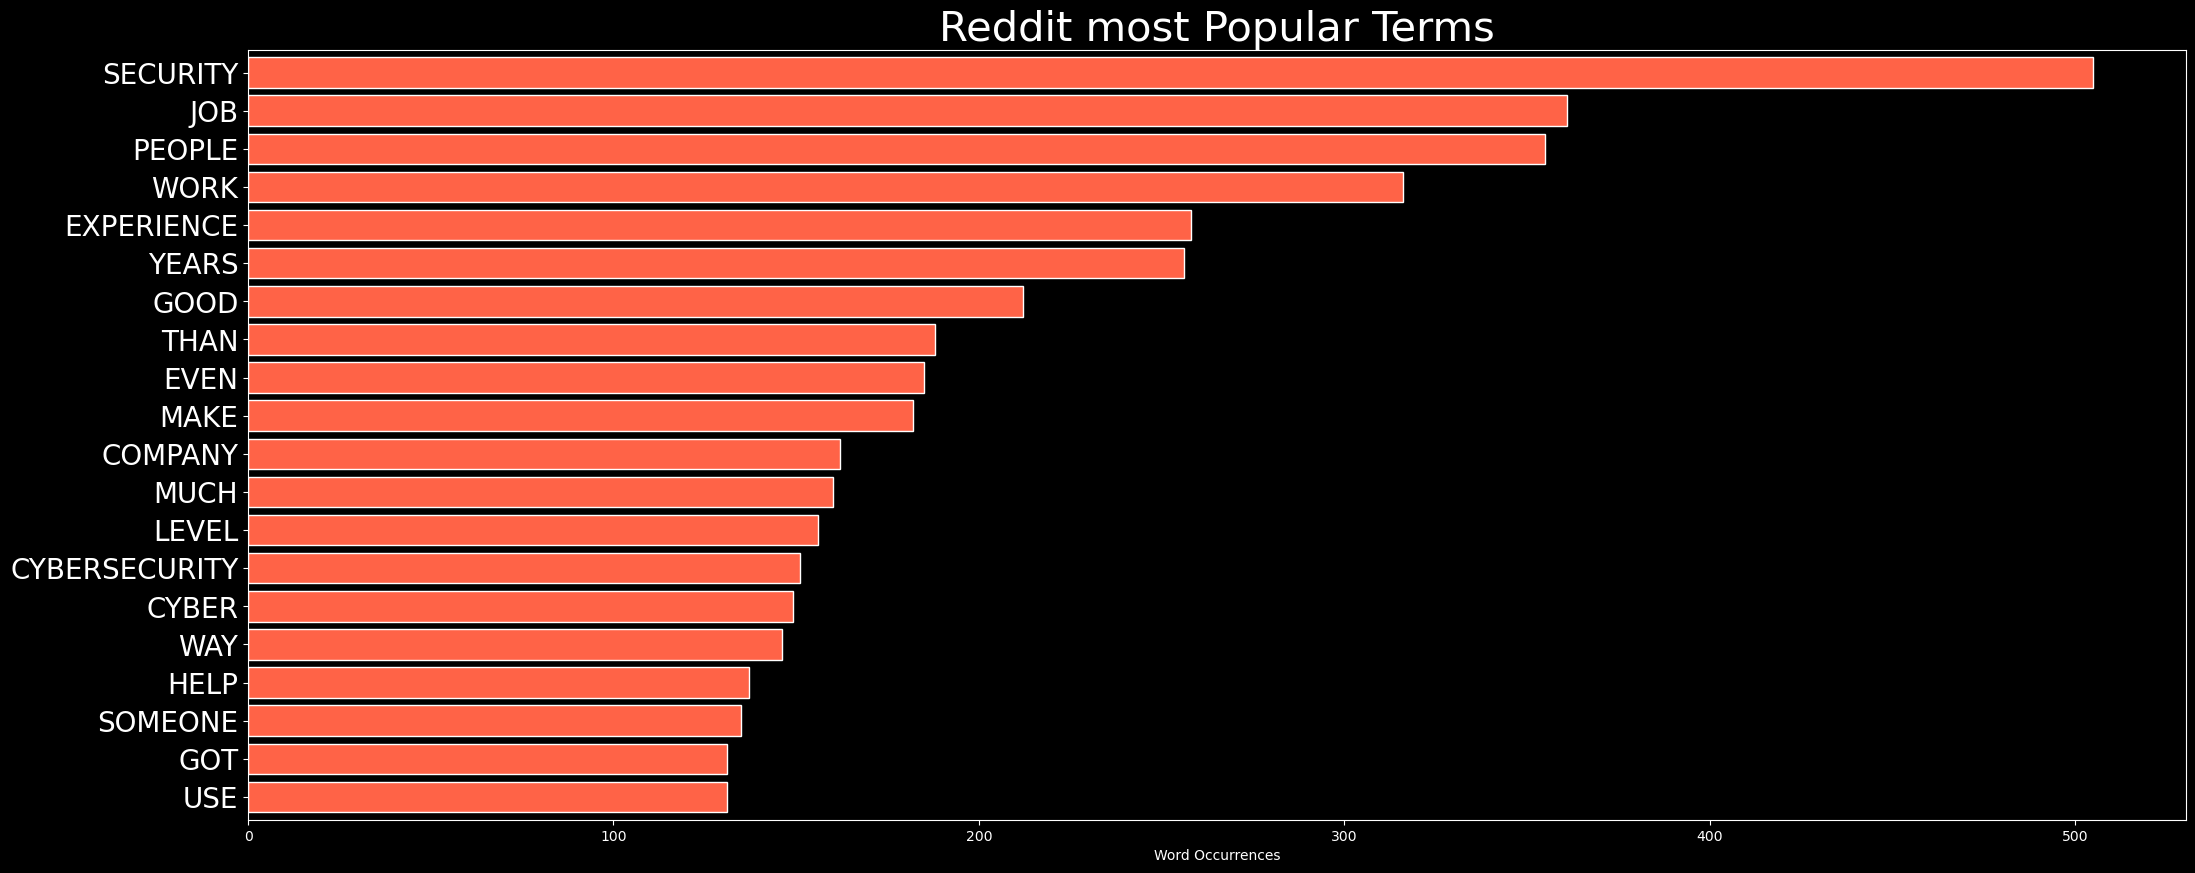 Reddit most Popular Terms
SECURITY
JOB
PEOPLE
WORK
EXPERIENCE
YEARS
GOOD
THAN
EVEN
MAKE
COMPANY
MUCH
LEVEL
CYBERSECURITY
CYBER
WAY
HELP
SOMEONE
GOT
USE
0 100 200 300 400 500
Word Occurrences